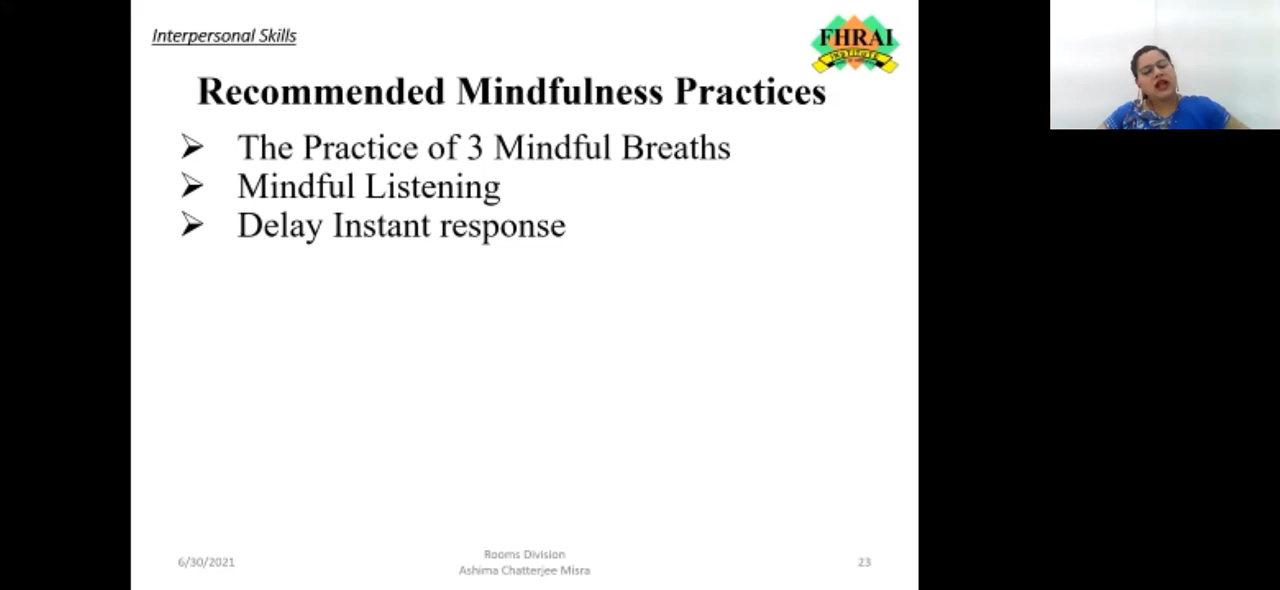 Interpersonal Skills
FHRAI
Recommended Mindfulness Practices
➢ The Practice of 3 Mindful Breaths
➢ Mindful Listening
➢ Delay Instant response
6/30/2021
Rooms Division
Ashima Chatterjee Misra
23